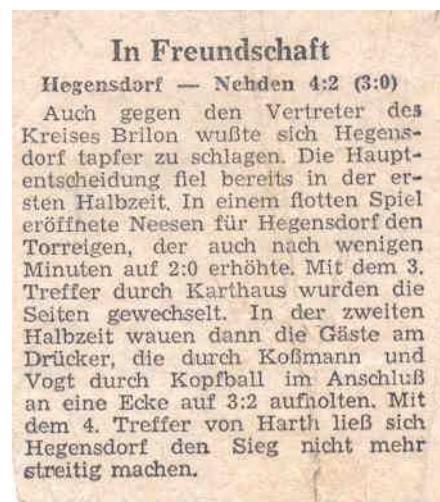 In Freundschaft
Hegensdorf — Nehden 4:2 (3:0)
Auch gegen den Vertreter des
Kreises Brilon wußte sich Hegens-
dorf tapfer zu schlagen. Die Haupt-
entscheidung fiel bereits in der er-
sten Halbzeit. In einem flotten Spiel
eröffnete Neesen für Hegensdorf den
Torreigen, der auch nach wenigen
Minuten auf 2:0 erhöhte. Mit dem 3.
Treffer durch Karthaus wurden die
Seiten gewechselt. In der zweiten
Halbzeit wauen dann die Gäste am
Drücker, die durch Koßmann und
Vogt durch Kopfball im Anschluß
an eine Ecke auf 3:2 aufholten. Mit
dem 4. Treffer von Harth ließ sich
Hegensdorf den Sieg nicht mehr
streitig machen.